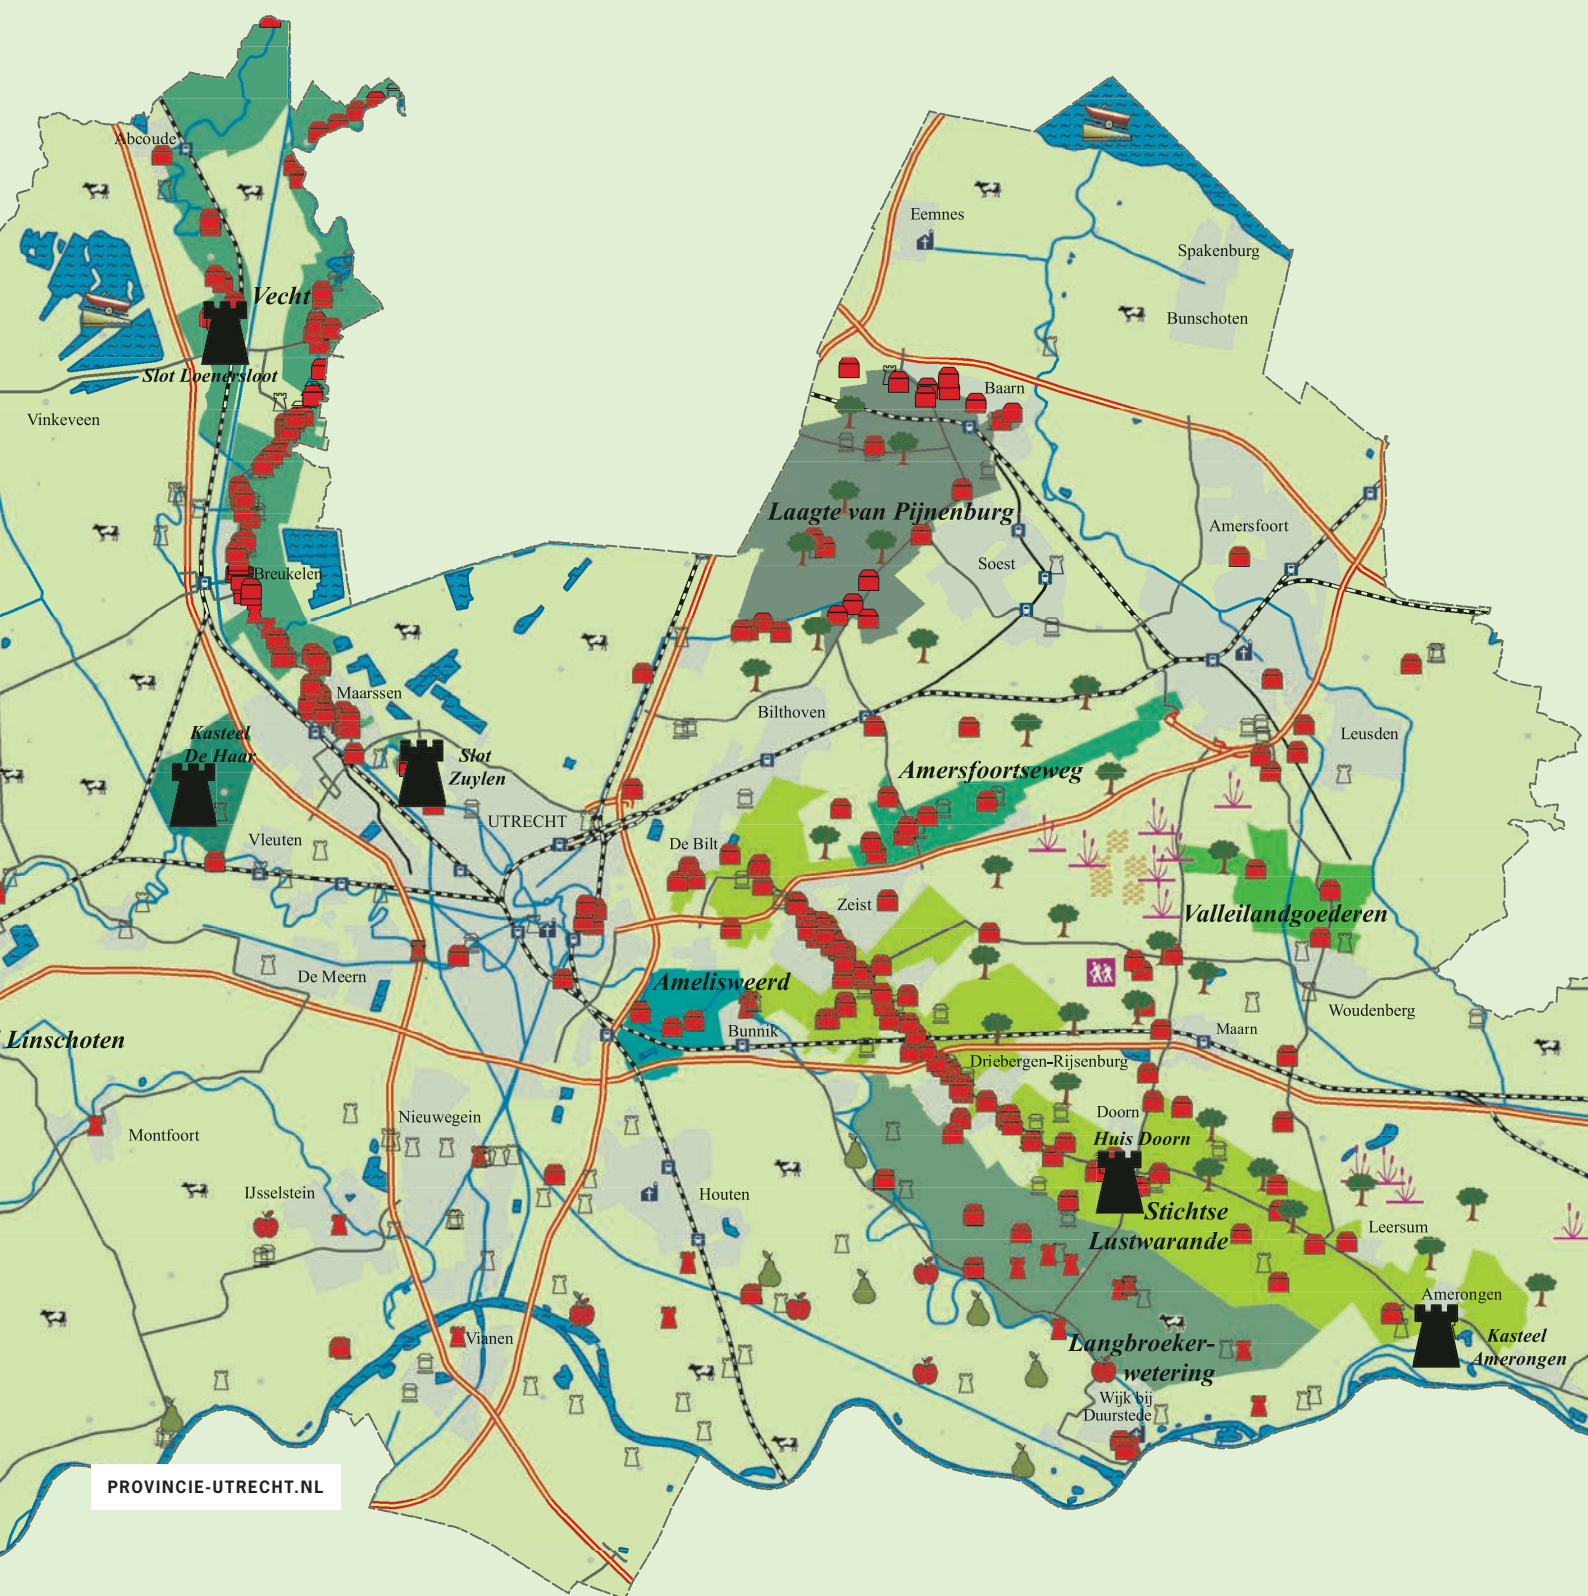 Abcoude
Eemnes
Spakenburg
Vecht
Bunschoten
Slot Loenersloot
Baarn
Vinkeveen
Laagte van Pijnenburg
Amersfoort
Soest
Breukelen
Maarssen
Bilthoven
Kasteel
De Haar
Leusden
Slot
Zuylen
Amersfoortseweg
UTRECHT
Vleuten
De Bilt
Zeist
Valleilandgoederen
De Meern
Amelisweerd
Woudenberg
Linschoten
Bunnik
Maarn
Driebergen-Rijsenburg
Nieuwegein
Doorn
Montfoort
Huis Doorn
IJsselstein
Houten
Stichtse
Lustwarande
Leersum
Amerongen
Vianen
Langbroeker-
wetering
Kasteel
Amerongen
Wijk bij
Duurstede
PROVINCIE-UTRECHT.NL